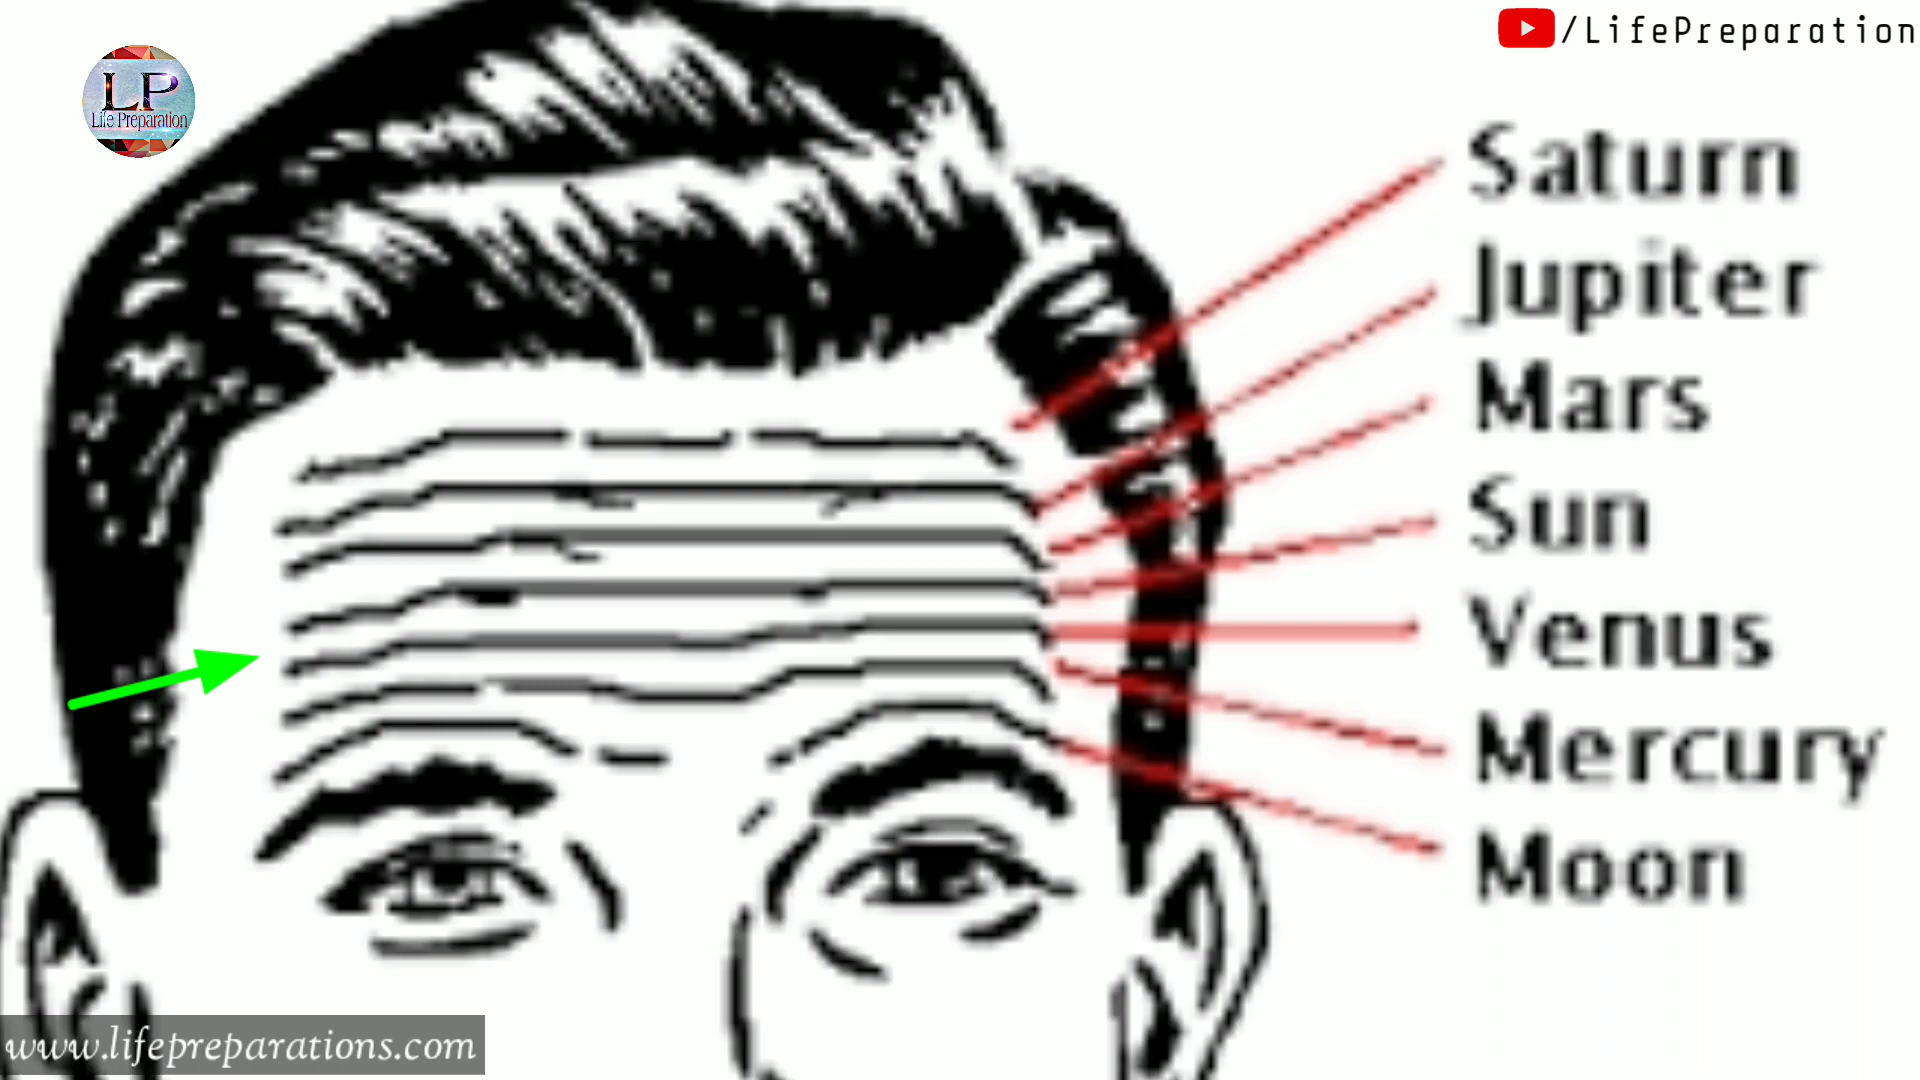 LP
Life Preparation
/LifePreparation
Saturn
Jupiter
Mars
Sun
Venus
Mercury
Moon
www.lifepreparations.com